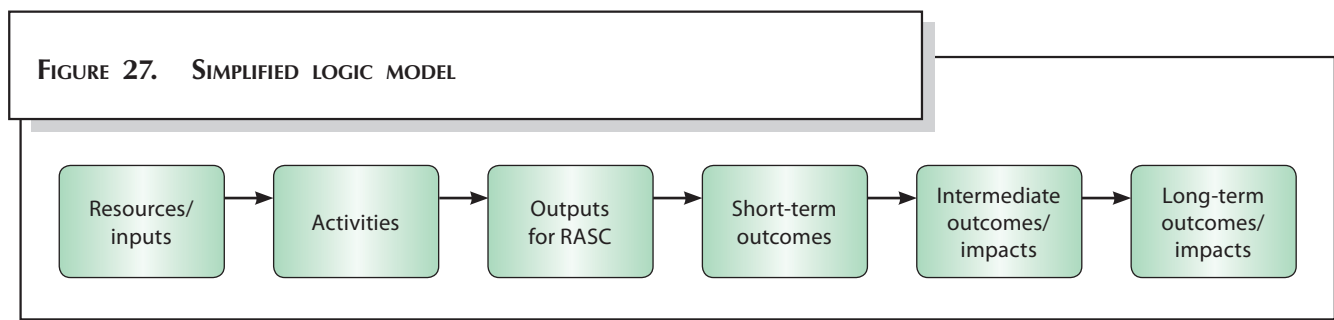 FIGURE 27. SIMPLIFIED LOGIC MODEL
Resources/
inputs
Activities
Outputs
for RASC
Short-term
outcomes
Intermediate
outcomes/
impacts
Long-term
outcomes/
impacts